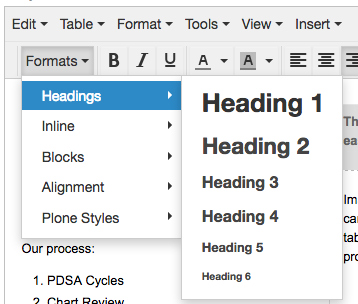 Edit Table Format Tools View Insert
Formats B I U A A
Headings
Inline
Blocks
Alignment
Plone Styles
Heading 1
Heading 2
Heading 3
Heading 4
Heading 5
Heading 6
Th
ea
Im
car
tab
pro
Our process:
1. PDSA Cycles
2. Chart Review